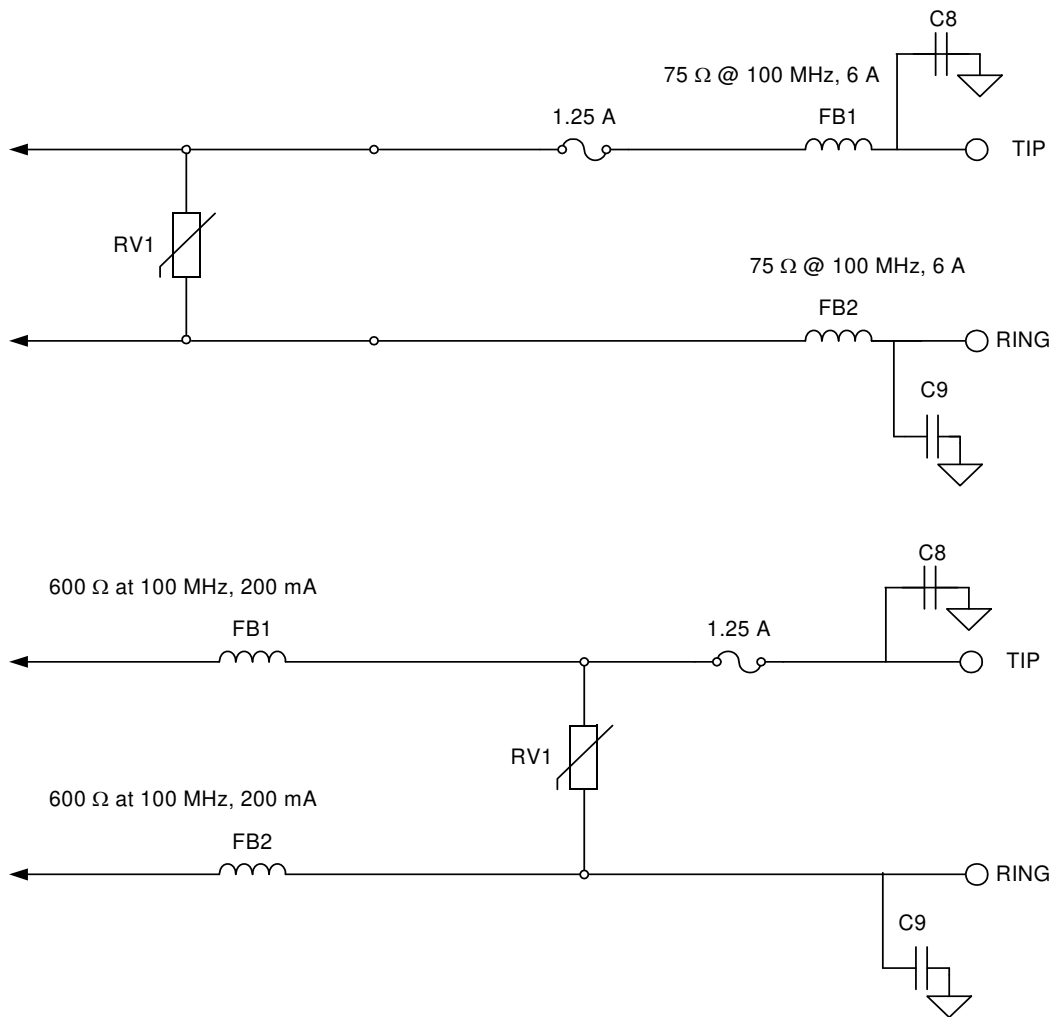 C8
75 Ω @ 100 MHz, 6 A
1.25 A
FB1
TIP
RV1
75 Ω @ 100 MHz, 6 A
FB2
RING
C9
C8
600 Ω at 100 MHz, 200 mA
FB1
1.25 A
TIP
RV1
600 Ω at 100 MHz, 200 mA
FB2
RING
C9